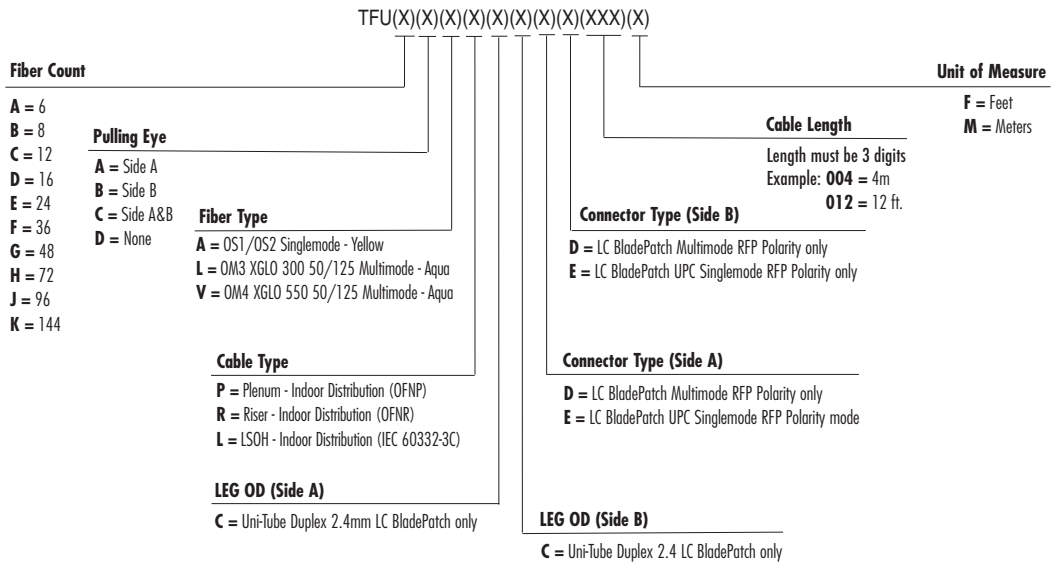 TFU(X)(X)(X)(X)(X)(X)(X)(X)(XXX)(X)
Fiber Count
A = 6
B = 8
C = 12
D = 16
E = 24
F = 36
G = 48
H = 72
J = 96
K = 144
Pulling Eye
A = Side A
B = Side B
C = Side A&B
D = None
Fiber Type
A = OS1/OS2 Singlemode - Yellow
L = OM3 XGLO 300 50/125 Multimode - Aqua
V = OM4 XGLO 550 50/125 Multimode - Aqua
Cable Type
P = Plenum - Indoor Distribution (OFNP)
R = Riser - Indoor Distribution (OFNR)
L = LSOH - Indoor Distribution (IEC 60332-3C)
LEG OD (Side A)
C = Uni-Tube Duplex 2.4mm LC BladePatch only
LEG OD (Side B)
C = Uni-Tube Duplex 2.4 LC BladePatch only
Connector Type (Side A)
D = LC BladePatch Multimode RFP Polarity only
E = LC BladePatch UPC Singlemode RFP Polarity mode
Connector Type (Side B)
D = LC BladePatch Multimode RFP Polarity only
E = LC BladePatch UPC Singlemode RFP Polarity only
Cable Length
Length must be 3 digits
Example: 004 = 4m
012 = 12 ft.
Unit of Measure
F = Feet
M = Meters